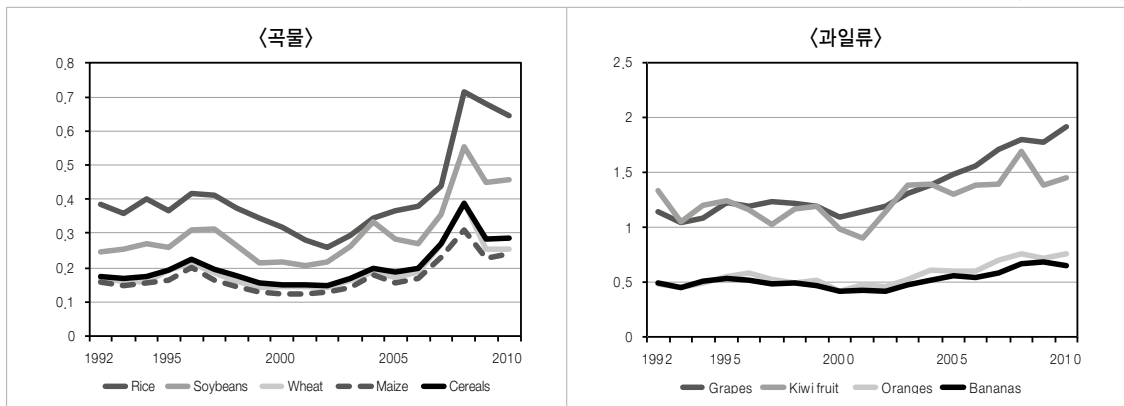 〈곡물〉
0.8
0.7
0.6
0.5
0.4
0.3
0.2
0.1
0
1992 1995 2000 2005 2010
Rice Soybeans Wheat Maize Cereals
〈과일류〉
2.5
2
1.5
1
0.5
0
1992 1995 2000 2005 2010
Grapes Kiwi fruit Oranges Bananas